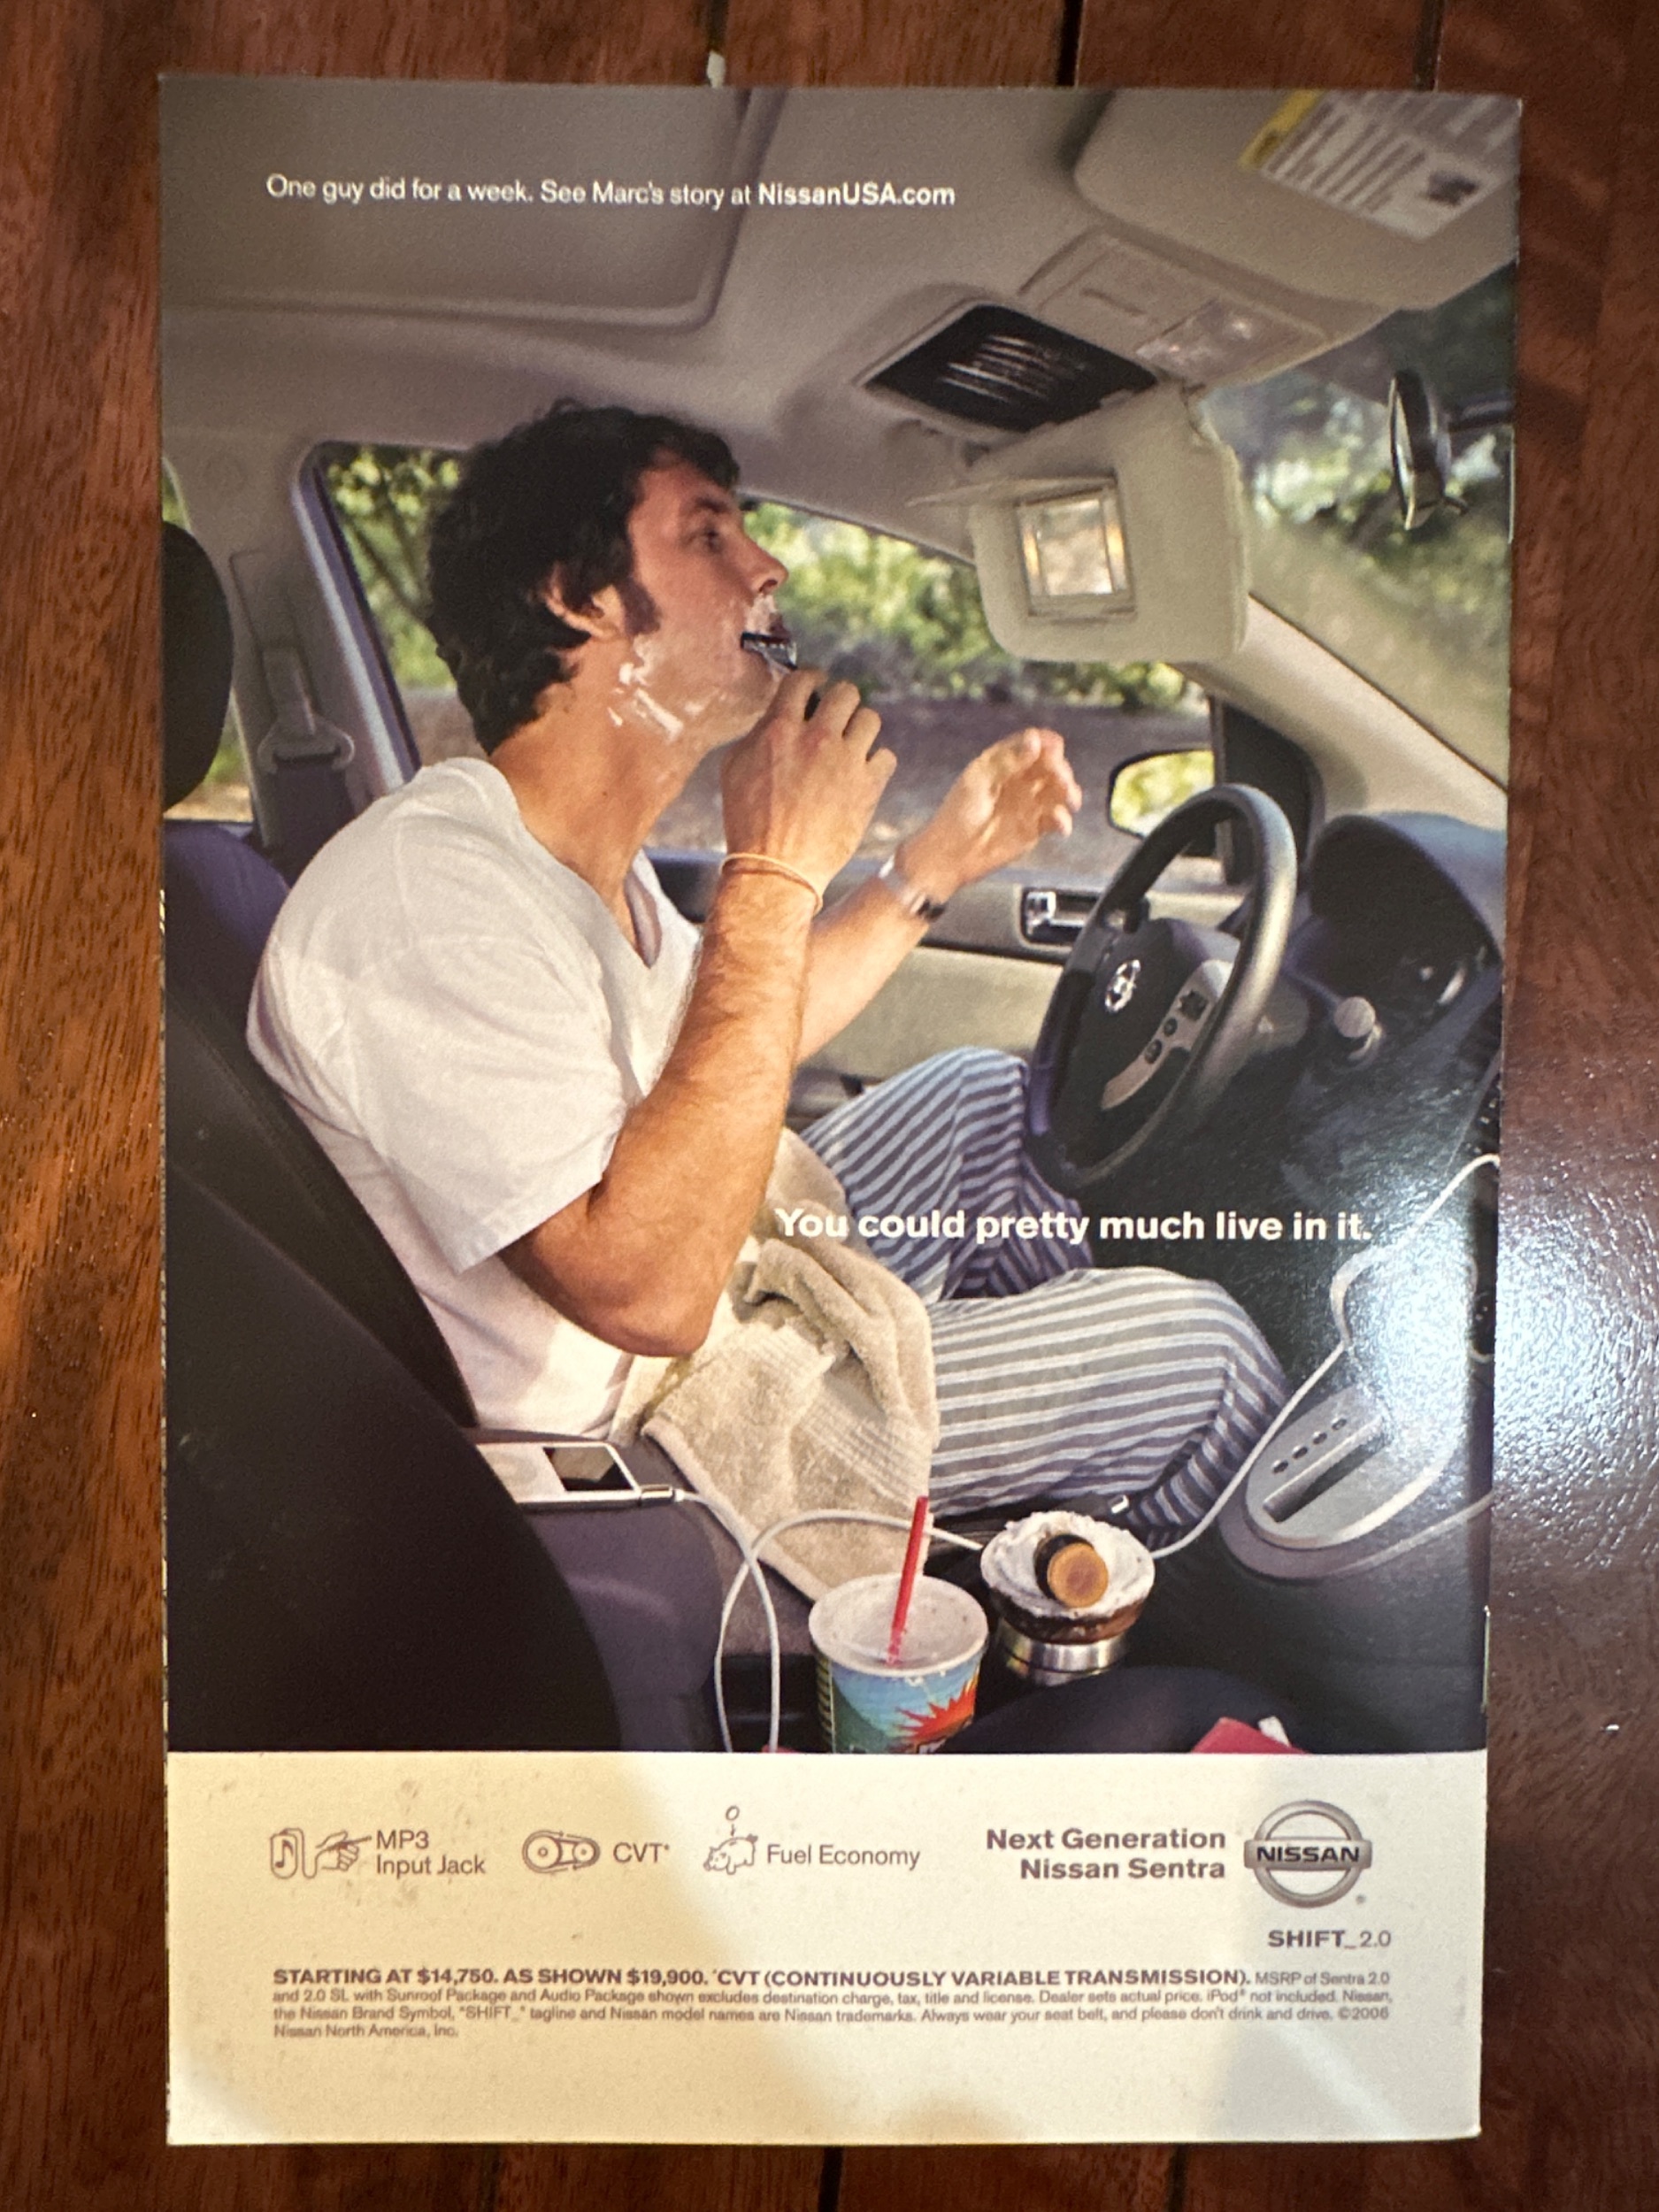 One guy did for a week. See Marc's story at NissanUSA.com
You could pretty much live in it.
MP3
Input Jack
CVT*
Fuel Economy
Next Generation
Nissan Sentra
NISSAN
®
SHIFT_2.0
STARTING AT $14,750. AS SHOWN $19,900. *CVT (CONTINUOUSLY VARIABLE TRANSMISSION). MSRP of Sentra 2.0
and 2.0 SL with Sunroof Package and Audio Package shown excludes destination charge, tax, title and license. Dealer sets actual price. iPod® not included. Nissan,
the Nissan Brand Symbol, "SHIFT_" tagline and Nissan model names are Nissan trademarks. Always wear your seat belt, and please don't drink and drive. ©2006
Nissan North America, Inc.